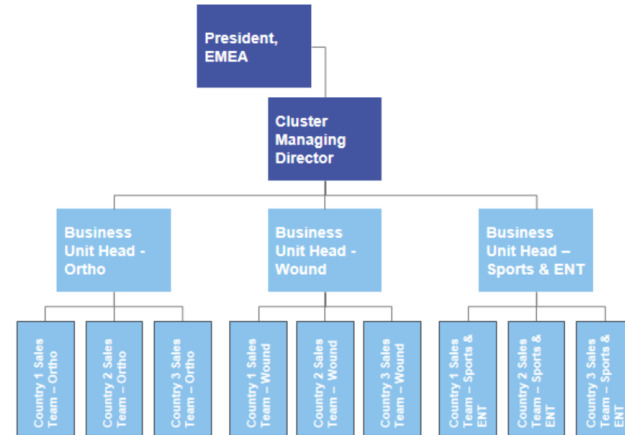 President,
EMEA
Cluster
Managing
Director
Business
Unit Head -
Ortho
Business
Unit Head -
Wound
Business
Unit Head –
Sports & ENT
Country 1 Sales
Team – Ortho
Country 2 Sales
Team – Ortho
Country 3 Sales
Team – Ortho
Country 1 Sales
Team – Wound
Country 2 Sales
Team – Wound
Country 3 Sales
Team – Wound
Country 1 Sales
Team – Sports &
ENT
Country 2 Sales
Team – Sports &
ENT
Country 3 Sales
Team – Sports &
ENT